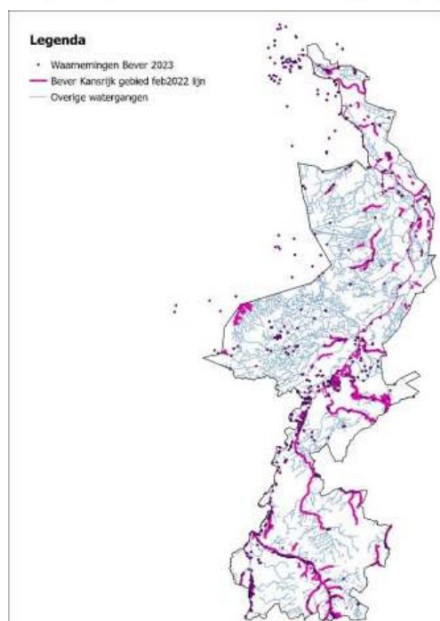 Legenda
Waarnemingen Bever 2023
Bever Kansrijk gebied feb2022 lijn
Overige watergangen